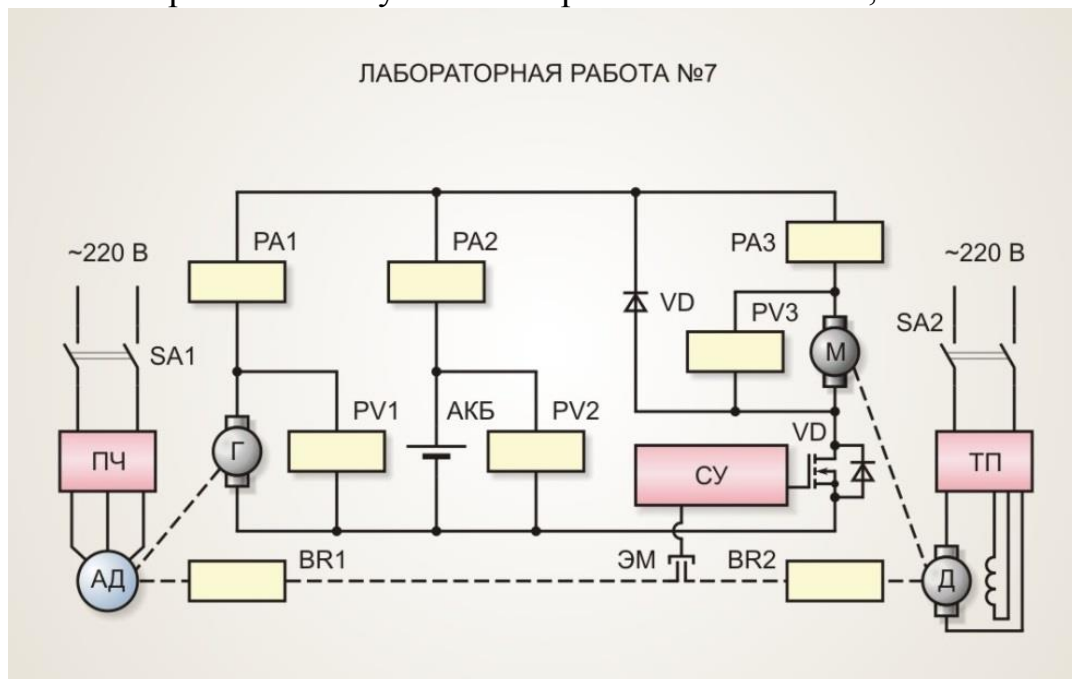 ЛАБОРАТОРНАЯ РАБОТА №7
~220 В
PA1
PA2
PA3
~220 В
VD
PV3
SA2
SA1
М
PV1
АКБ
PV2
VD
ПЧ
Г
СУ
ТП
BR1
ЭМ
BR2
АД
Д